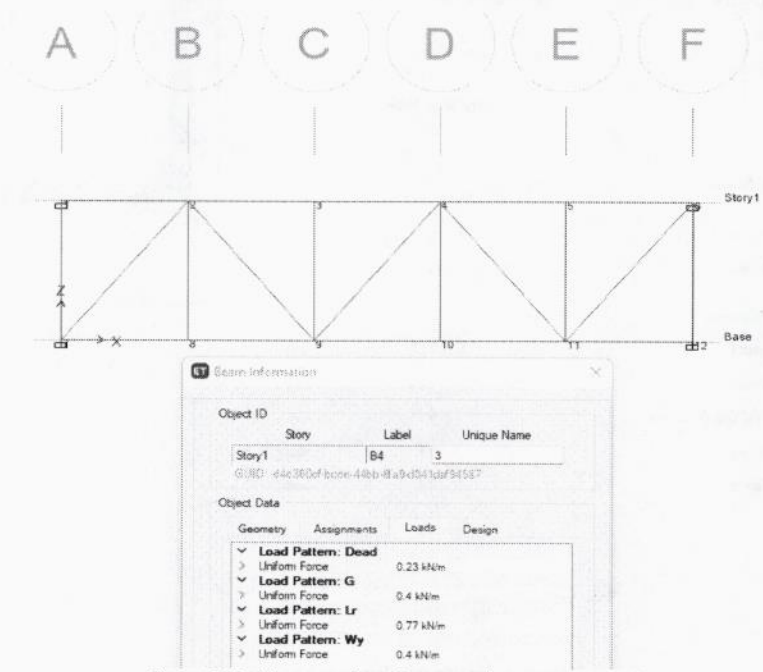 A B C D E F
2 3 4 5
Story1
Z
X 8 9 10 11 12
Base
Beam Information
Object ID
Story Label Unique Name
Story1 B4 3
GUID:
Object Data
Geometry Assignments Loads Design
Load Pattern: Dead
Uniform Force 0.23 kN/m
Load Pattern: G
Uniform Force 0.4 kN/m
Load Pattern: Lr
Uniform Force 0.77 kN/m
Load Pattern: Wy
Uniform Force 0.4 kN/m